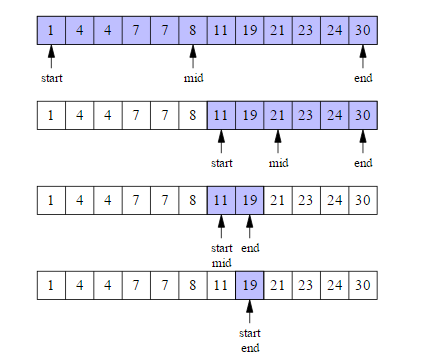 1 4 4 7 7 8 11 19 21 23 24 30
start mid end
1 4 4 7 7 8 11 19 21 23 24 30
start mid end
1 4 4 7 7 8 11 19 21 23 24 30
start end
mid
1 4 4 7 7 8 11 19 21 23 24 30
start
end